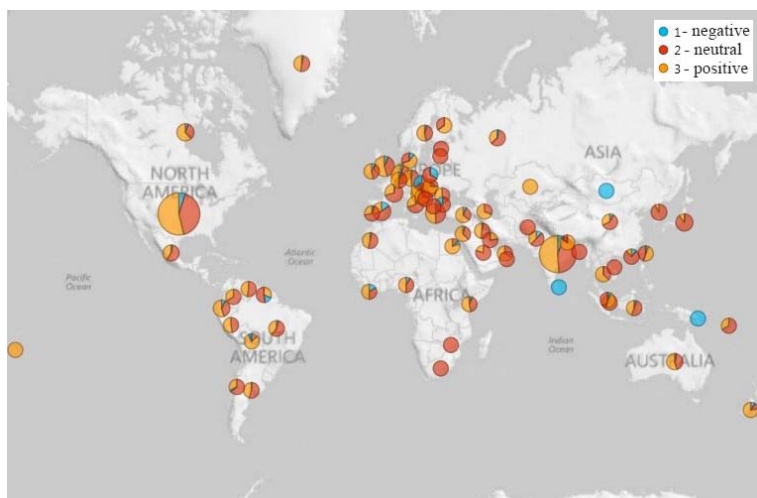 1 - negative
2 - neutral
3 - positive
ASIA
NORTH
AMERICA
Atlantic
Ocean
Pacific
Ocean
AFRICA
SOUTH
AMERICA
Indian
Ocean
AUSTRALIA